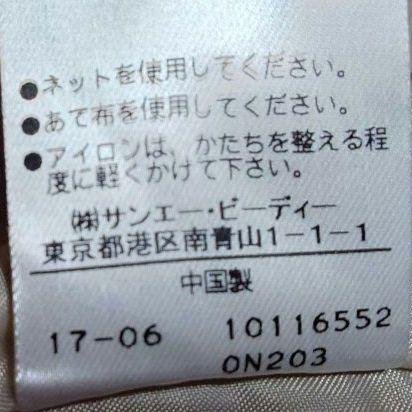 ●ネットを使用してください。
●あて布を使用してください。
●アイロンは、かたちを整える程
度に軽くかけて下さい。
㈱サンエー・ビーディー
東京都港区南青山1-1-1
中国製
17-06 10116552
0N203